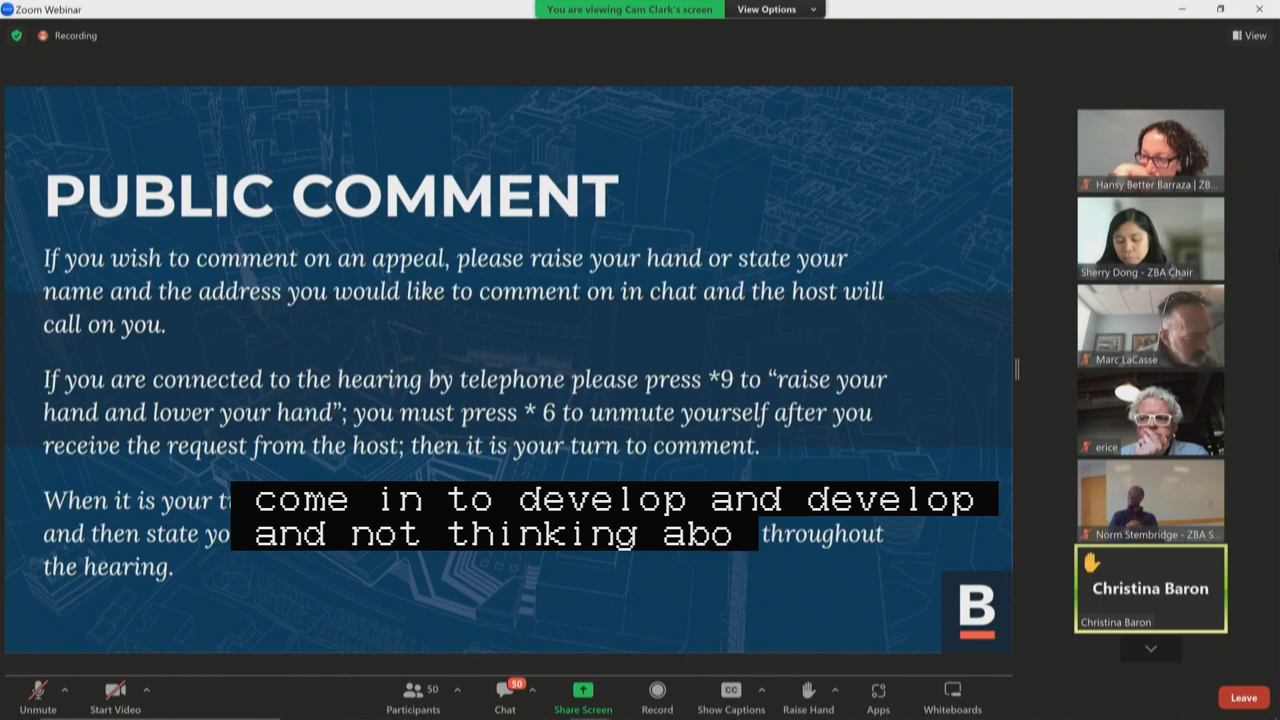 Zoom Webinar
You are viewing Cam Clark's screen
View Options
Recording
View
PUBLIC COMMENT
If you wish to comment on an appeal, please raise your hand or state your
name and the address you would like to comment on in chat and the host will
call on you.
If you are connected to the hearing by telephone please press *9 to “raise your
hand and lower your hand”; you must press * 6 to unmute yourself after you
receive the request from the host; then it is your turn to comment.
When it is your
and then state throughout
the hearing.
come in to develop and develop
and not thinking abo
B
Hansy Better Barraza | ZB...
Sherry Dong - ZBA Chair
Marc LaCasse
erice
Norm Stembridge - ZBA S...
Christina Baron
Christina Baron
Unmute
Start Video
50
Participants
50
Chat
Share Screen
Record
CC
Show Captions
Raise Hand
Apps
Whiteboards
Leave